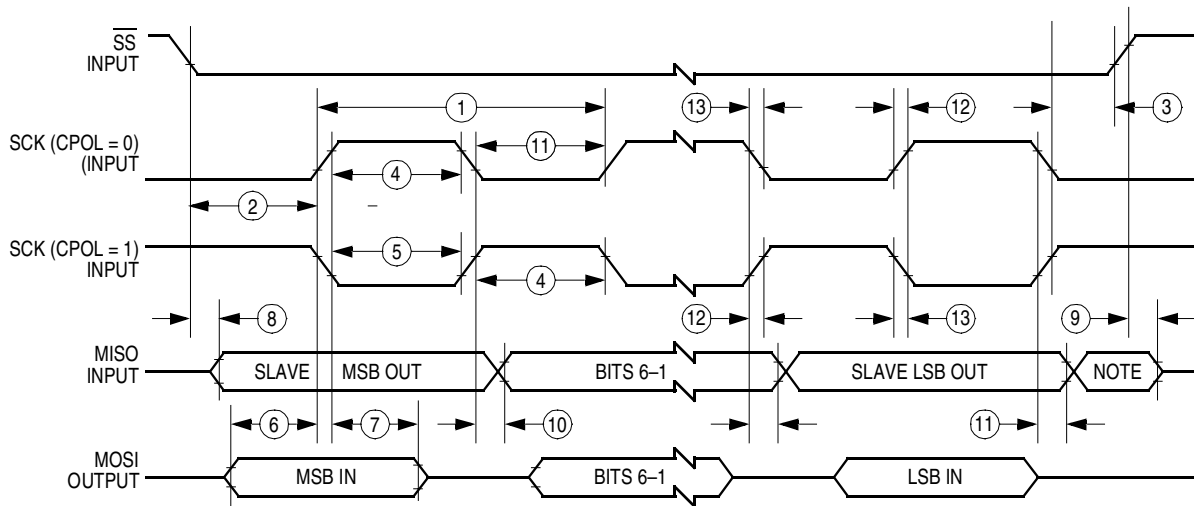 SS
INPUT
1
13
12
3
SCK (CPOL = 0)
(INPUT
11
4
2
–
SCK (CPOL = 1)
INPUT
5
4
8
12
13
9
MISO
INPUT
SLAVE MSB OUT
BITS 6–1
SLAVE LSB OUT
NOTE
6
7
10
11
MOSI
OUTPUT
MSB IN
BITS 6–1
LSB IN